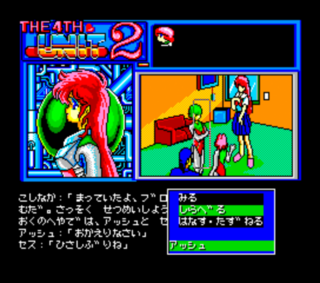 THE 4TH
UNIT 2
こしなか:「まっていたよ、ブロ
むだ。さっそく せつめいしよう
おくのへやでは、アッシュと セ
アッシュ:「おかえりなさい」
セス:「ひさしぶりね」
みる
しらべる
はなす・たずねる
アッシュ